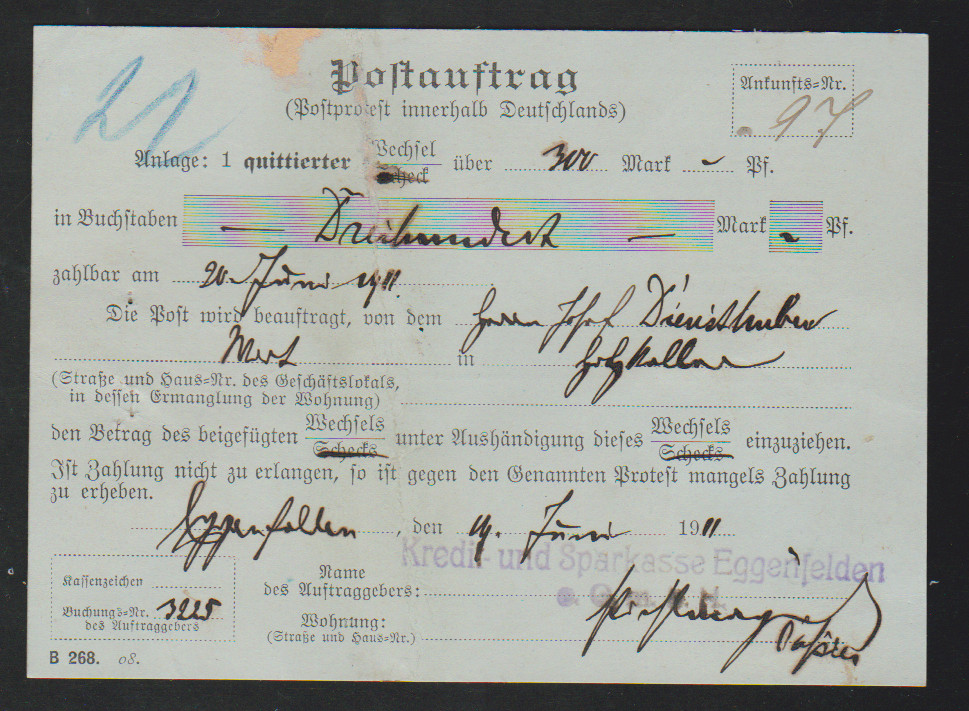 21
Postauftrag
(Postprotest innerhalb Deutschlands)
Ankunfts=Nr.
97
Anlage: 1 quittierter Wechsel über 300 Mark – Pf.
Scheck
in Buchstaben — Dreihundert — Mark – Pf.
zahlbar am 20. Juni 1911.
Die Post wird beauftragt, von dem Herrn Josef Diensthuber
Wirt in
(Straße und Haus=Nr. des Geschäftslokals,
in dessen Ermanglung der Wohnung)
den Betrag des beigefügten Wechsels unter Aushändigung dieses Wechsels einzuziehen.
Schecks Schecks
Ist Zahlung nicht zu erlangen, so ist gegen den Genannten Protest mangels Zahlung
zu erheben.
Eggenfelden, den 19. Juni 1911
Kredit- und Sparkasse Eggenfelden
Kassenzeichen
Name
des Auftraggebers:
Buchungs=Nr. 3225
des Auftraggebers
Wohnung:
(Straße und Haus=Nr.)
B 268. 08.